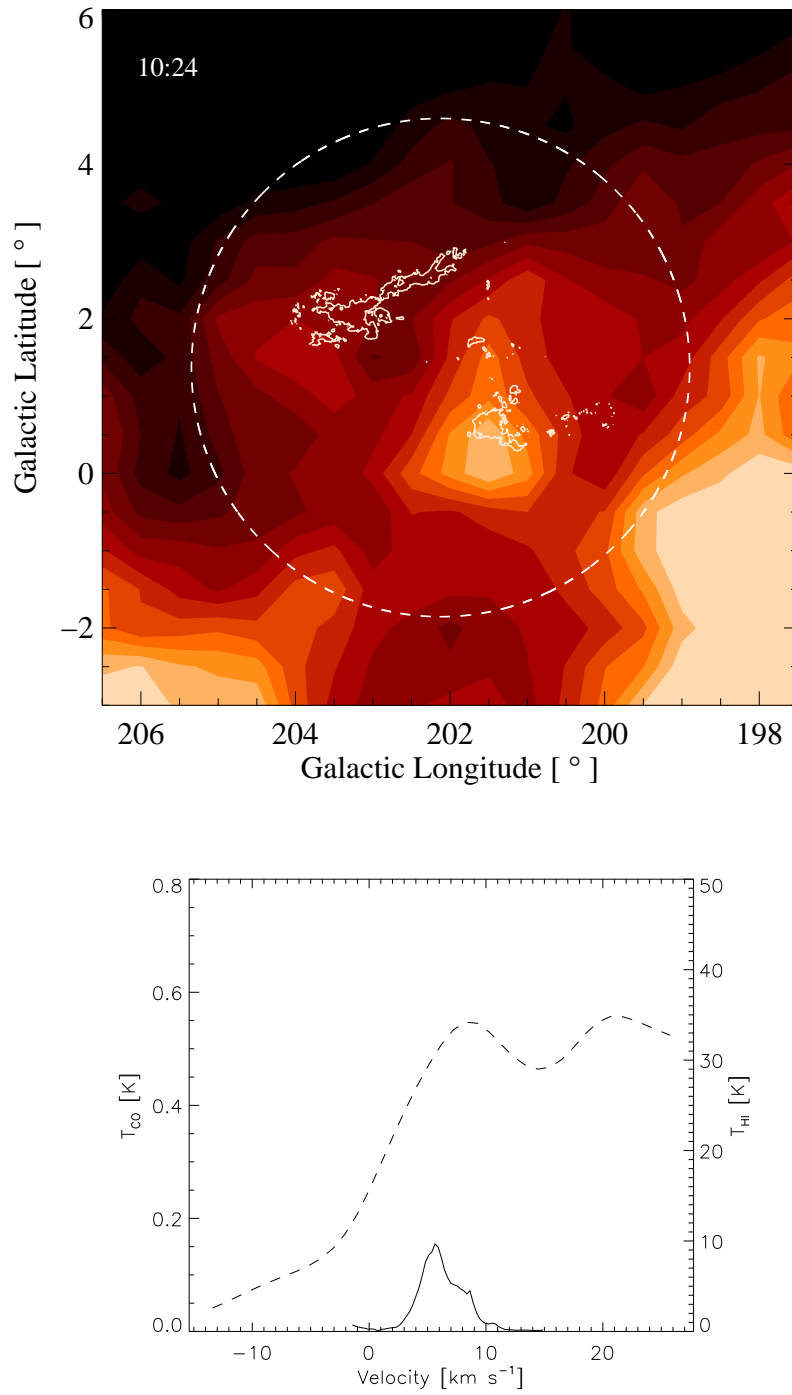 10:24
6
4
2
0
−2
Galactic Latitude [ ° ]
206 204 202 200 198
Galactic Longitude [ ° ]
0.8
0.6
0.4
0.2
0.0
T_CO [K]
50
40
30
20
10
0
T_HI [K]
−10 0 10 20
Velocity [km s⁻¹]